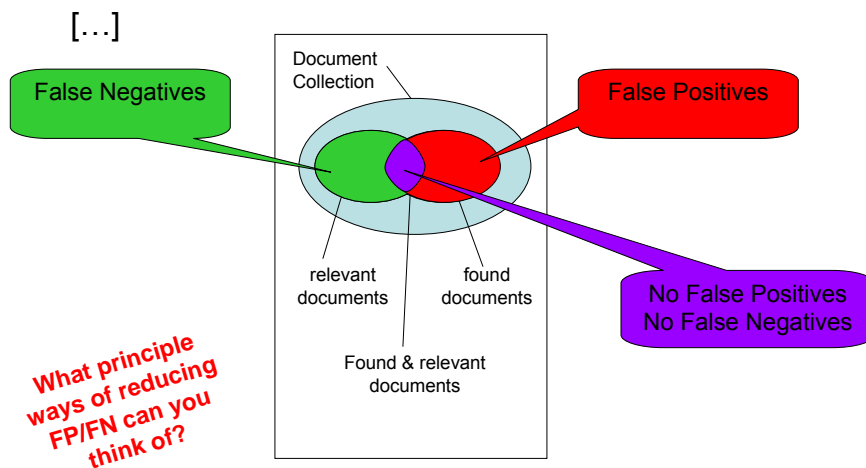 […]
Document
Collection
False Negatives
False Positives
relevant
documents
found
documents
No False Positives
No False Negatives
Found & relevant
documents
What principle
ways of reducing
FP/FN can you
think of?